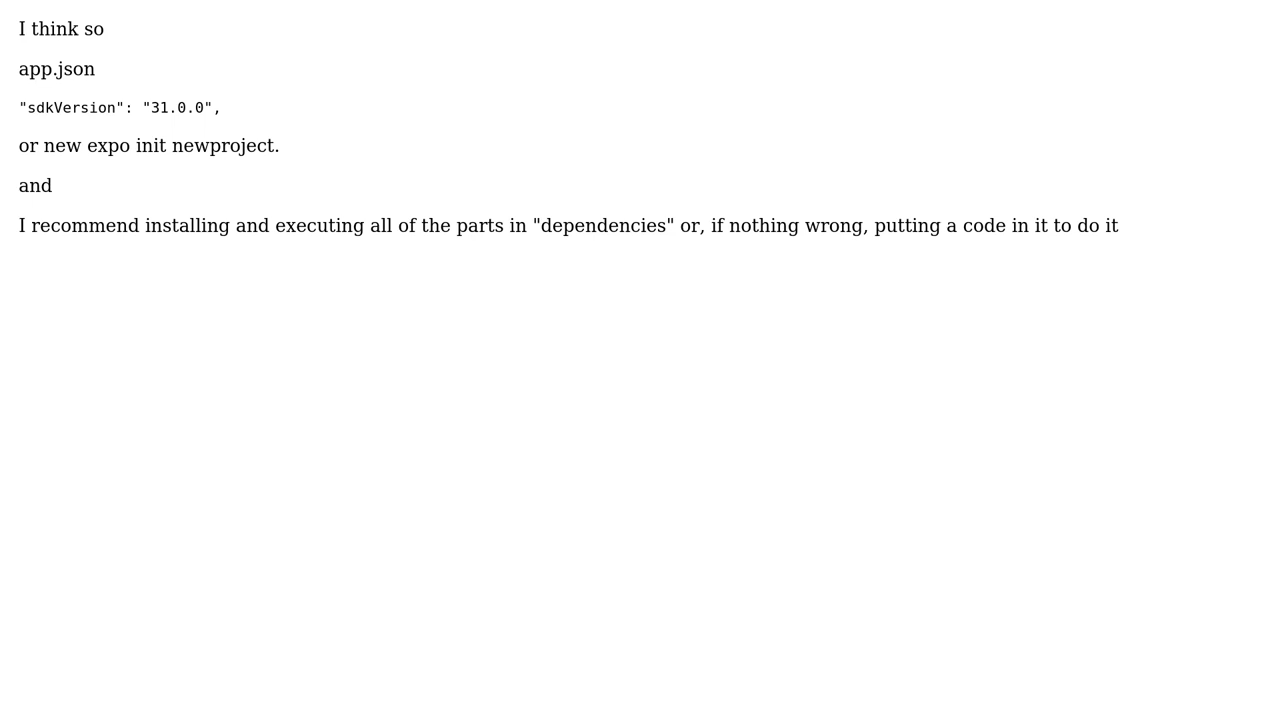 I think so
app.json
"sdkVersion": "31.0.0",
or new expo init newproject.
and
I recommend installing and executing all of the parts in "dependencies" or, if nothing wrong, putting a code in it to do it